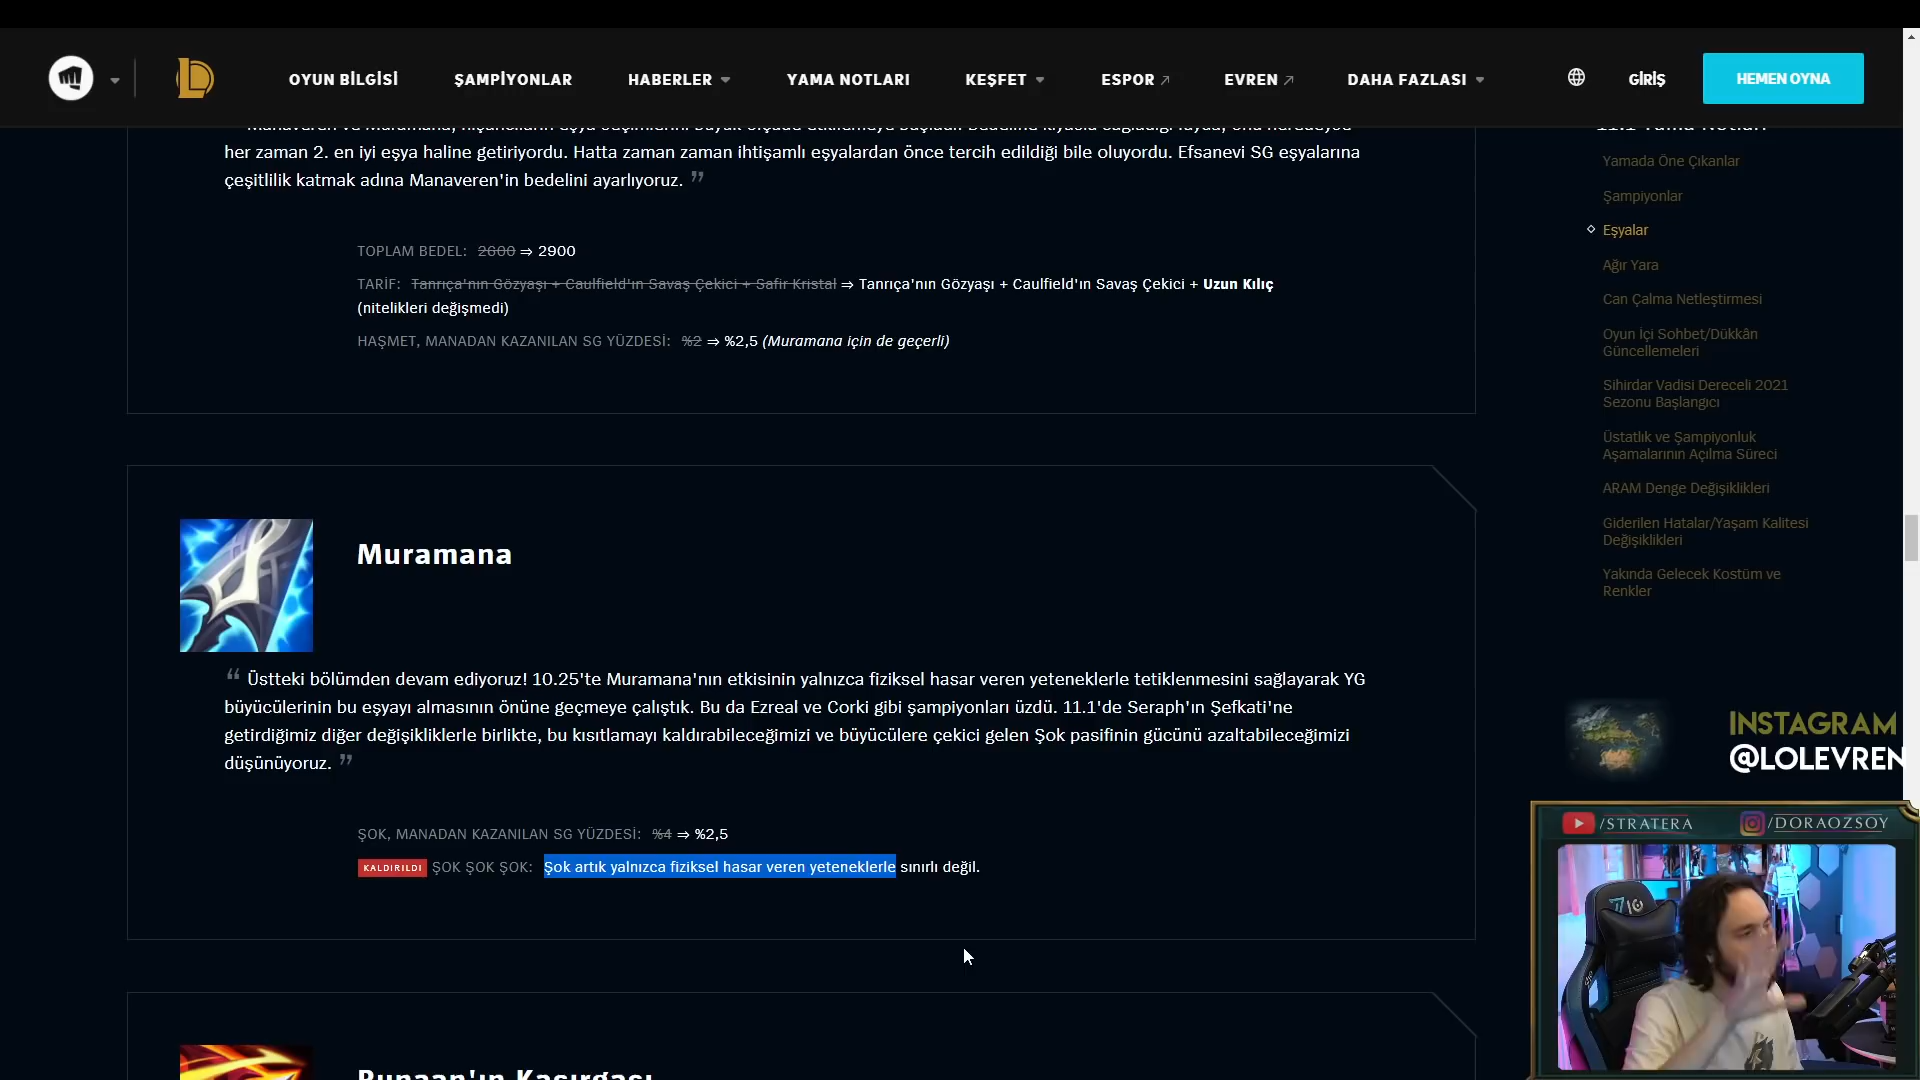 OYUN BİLGİSİ
ŞAMPİYONLAR
HABERLER
YAMA NOTLARI
KEŞFET
ESPOR
EVREN
DAHA FAZLASI
GİRİŞ
HEMEN OYNA
her zaman 2. en iyi eşya haline getiriyordu. Hatta zaman zaman ihtişamlı eşyalardan önce tercih edildiği bile oluyordu. Efsanevi SG eşyalarına
çeşitlilik katmak adına Manaveren'in bedelini ayarlıyoruz. ”
TOPLAM BEDEL: 2600 ⇒ 2900
TARİF: Tanrıça'nın Gözyaşı + Caulfield'ın Savaş Çekici + Safir Kristal ⇒ Tanrıça'nın Gözyaşı + Caulfield'ın Savaş Çekici + Uzun Kılıç
(nitelikleri değişmedi)
HAŞMET, MANADAN KAZANILAN SG YÜZDESİ: %2 ⇒ %2,5 (Muramana için de geçerli)
Muramana
“ Üstteki bölümden devam ediyoruz! 10.25'te Muramana'nın etkisinin yalnızca fiziksel hasar veren yeteneklerle tetiklenmesini sağlayarak YG
büyücülerinin bu eşyayı almasının önüne geçmeye çalıştık. Bu da Ezreal ve Corki gibi şampiyonları üzdü. 11.1'de Seraph'ın Şefkati'ne
getirdiğimiz diğer değişikliklerle birlikte, bu kısıtlamayı kaldırabileceğimizi ve büyücülere çekici gelen Şok pasifinin gücünü azaltabileceğimizi
düşünüyoruz. ”
ŞOK, MANADAN KAZANILAN SG YÜZDESİ: %4 ⇒ %2,5
KALDIRILDI ŞOK ŞOK ŞOK: Şok artık yalnızca fiziksel hasar veren yeteneklerle sınırlı değil.
Runaan'ın Kasırgası
11.1 Yama Notları
Yamada Öne Çıkanlar
Şampiyonlar
Eşyalar
Ağır Yara
Can Çalma Netleştirmesi
Oyun İçi Sohbet/Dükkân
Güncellemeleri
Sihirdar Vadisi Dereceli 2021
Sezonu Başlangıcı
Üstatlık ve Şampiyonluk
Aşamalarının Açılma Süreci
ARAM Denge Değişiklikleri
Giderilen Hatalar/Yaşam Kalitesi
Değişiklikleri
Yakında Gelecek Kostüm ve
Renkler
INSTAGRAM
@LOLEVREN
/STRATERA
/DORAOZSOY